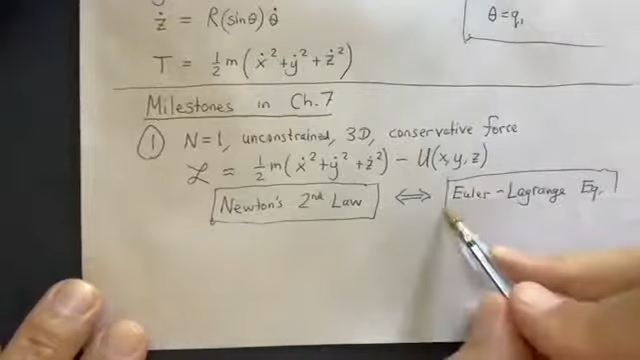 ż = R(sinθ)θ̇
θ = q₁
T = ½m(ẋ² + ẏ² + ż²)
Milestones in Ch.7
① N=1, unconstrained, 3D, conservative force
ℒ = ½m(ẋ² + ẏ² + ż²) − U(x,y,z)
Newton's 2nd Law ⟺ Euler-Lagrange Eq.